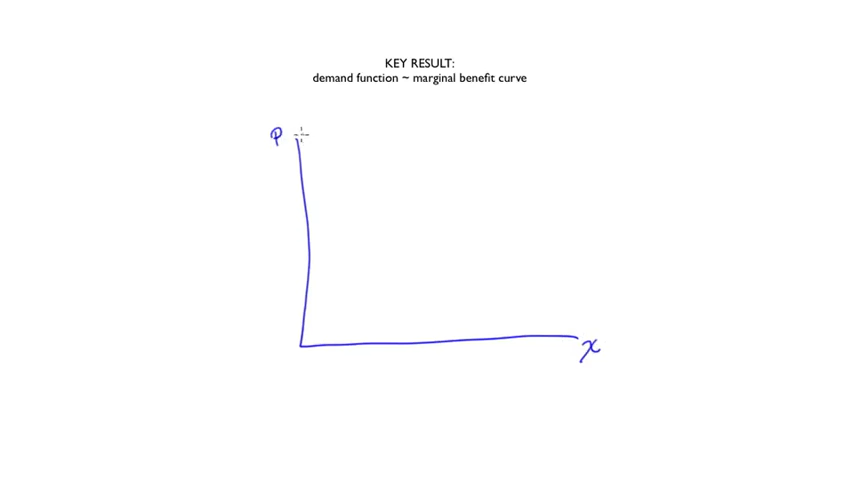 KEY RESULT:
demand function ~ marginal benefit curve
P
x